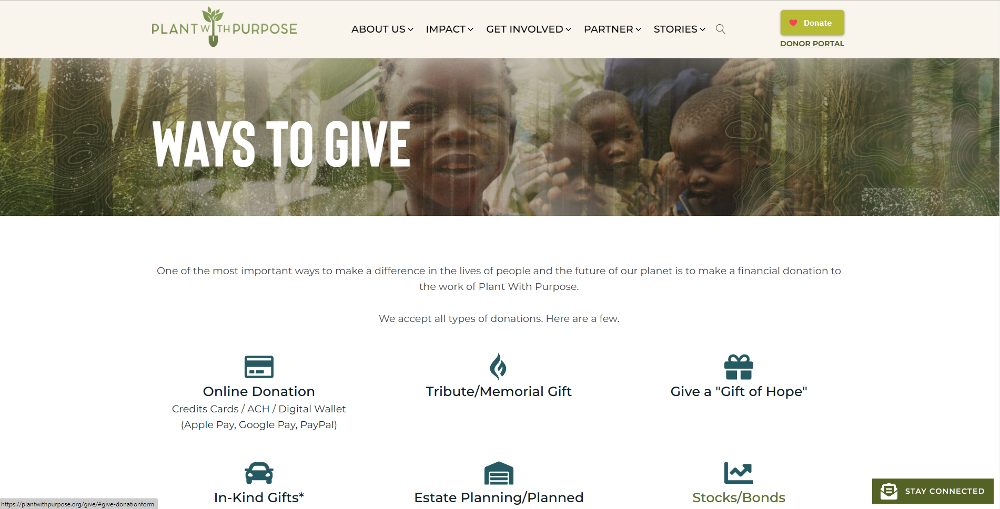 PLANT WITH PURPOSE
ABOUT US
IMPACT
GET INVOLVED
PARTNER
STORIES
Donate
DONOR PORTAL
WAYS TO GIVE
One of the most important ways to make a difference in the lives of people and the future of our planet is to make a financial donation to
the work of Plant With Purpose.
We accept all types of donations. Here are a few.
Online Donation
Credits Cards / ACH / Digital Wallet
(Apple Pay, Google Pay, PayPal)
Tribute/Memorial Gift
Give a "Gift of Hope"
In-Kind Gifts*
Estate Planning/Planned
Stocks/Bonds
STAY CONNECTED
https://plantwithpurpose.org/give/#give-donationform